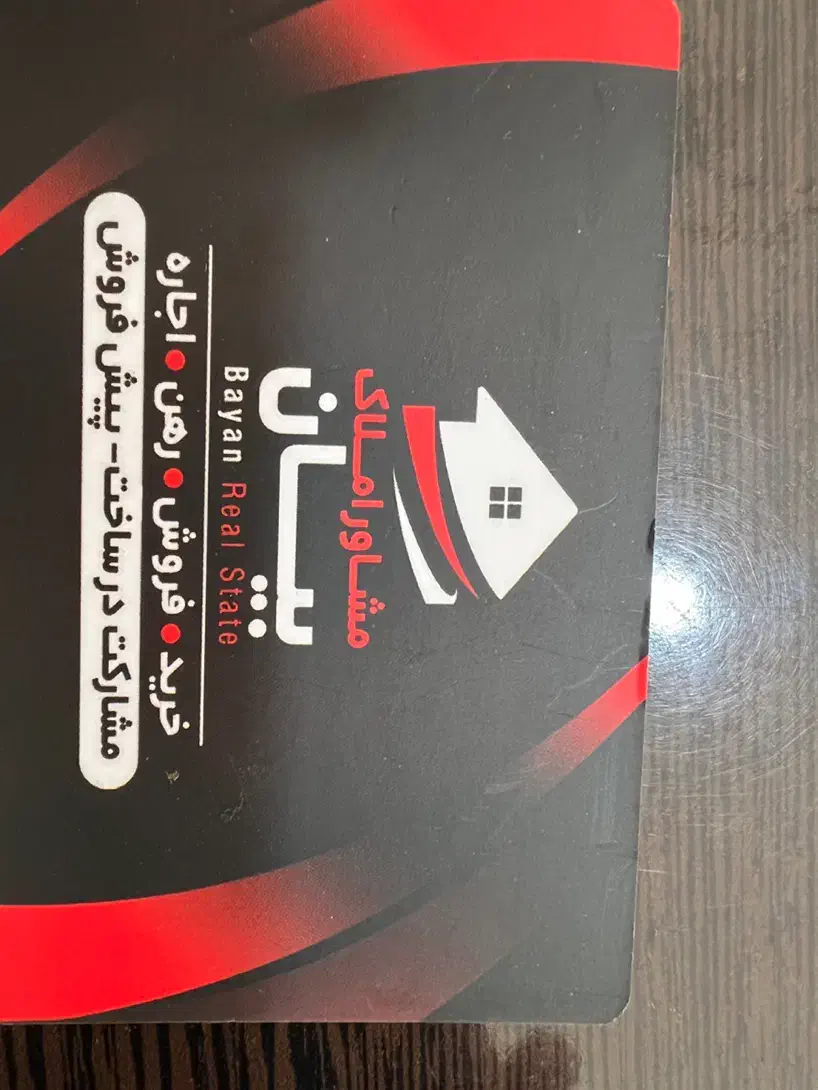 مشاور املاک
بیان
Bayan Real State
خرید • فروش • رهن • اجاره
مشارکت در ساخت - پیش فروش